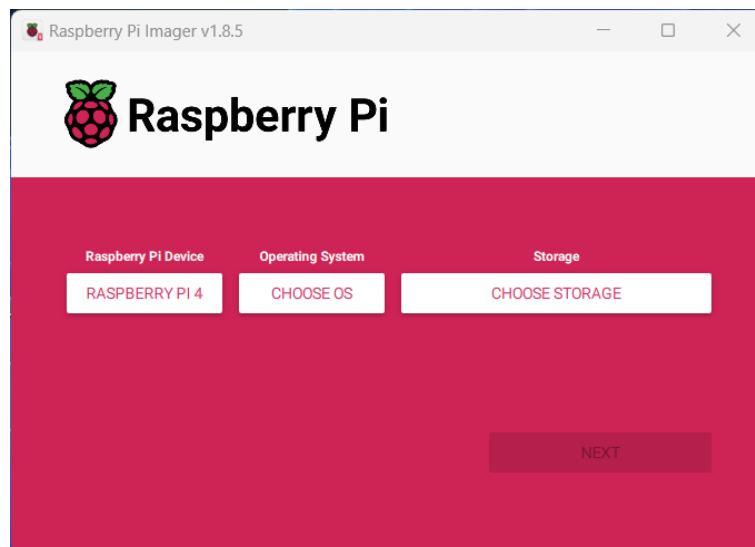 Raspberry Pi Imager v1.8.5
Raspberry Pi
Raspberry Pi Device Operating System Storage
RASPBERRY PI 4 CHOOSE OS CHOOSE STORAGE
NEXT